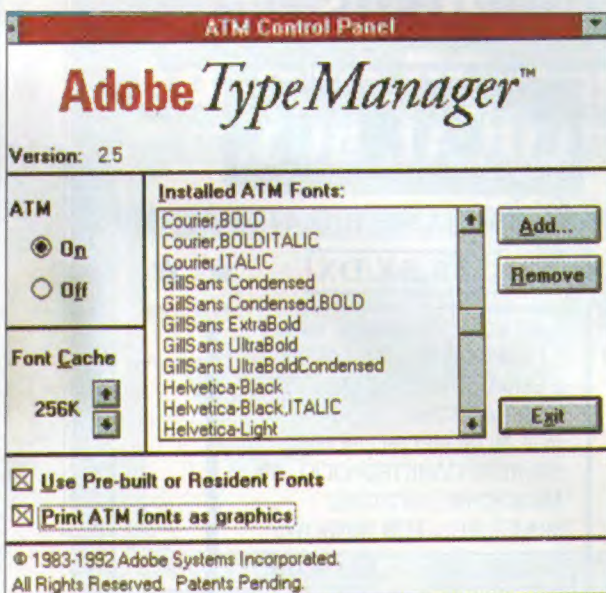 ATM Control Panel
Adobe TypeManager™
Version: 2.5
ATM
On
Off
Font Cache
256K
Installed ATM Fonts:
Courier,BOLD
Courier,BOLDITALIC
Courier,ITALIC
GillSans Condensed
GillSans Condensed,BOLD
GillSans ExtraBold
GillSans UltraBold
GillSans UltraBoldCondensed
Helvetica-Black
Helvetica-Black,ITALIC
Helvetica-Light
Add...
Remove
Exit
Use Pre-built or Resident Fonts
Print ATM fonts as graphics
© 1983-1992 Adobe Systems Incorporated.
All Rights Reserved. Patents Pending.